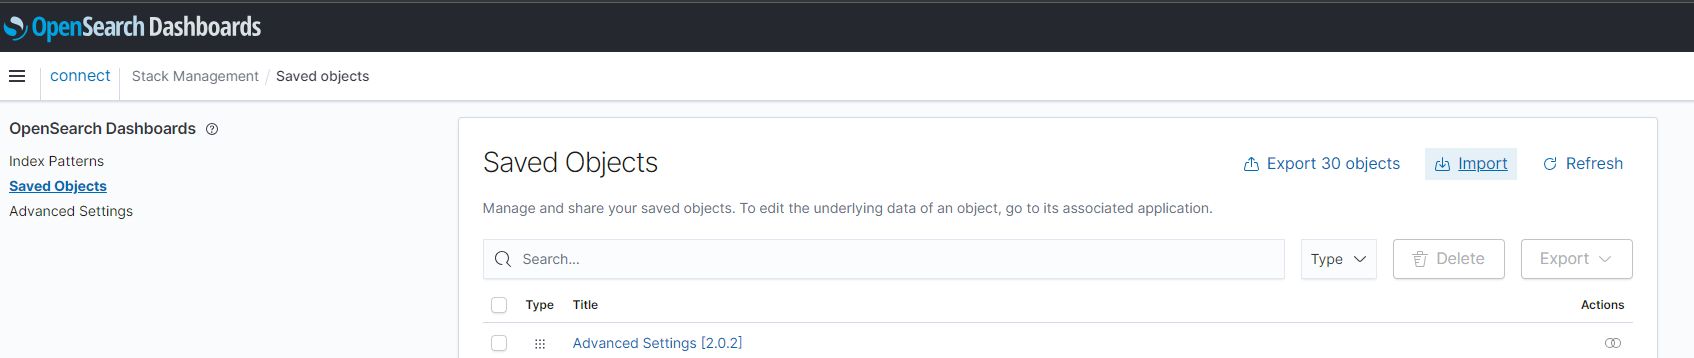 OpenSearch Dashboards
connect Stack Management / Saved objects
OpenSearch Dashboards
Index Patterns
Saved Objects
Advanced Settings
Saved Objects
Export 30 objects Import Refresh
Manage and share your saved objects. To edit the underlying data of an object, go to its associated application.
Search... Type Delete Export
Type Title Actions
Advanced Settings [2.0.2]